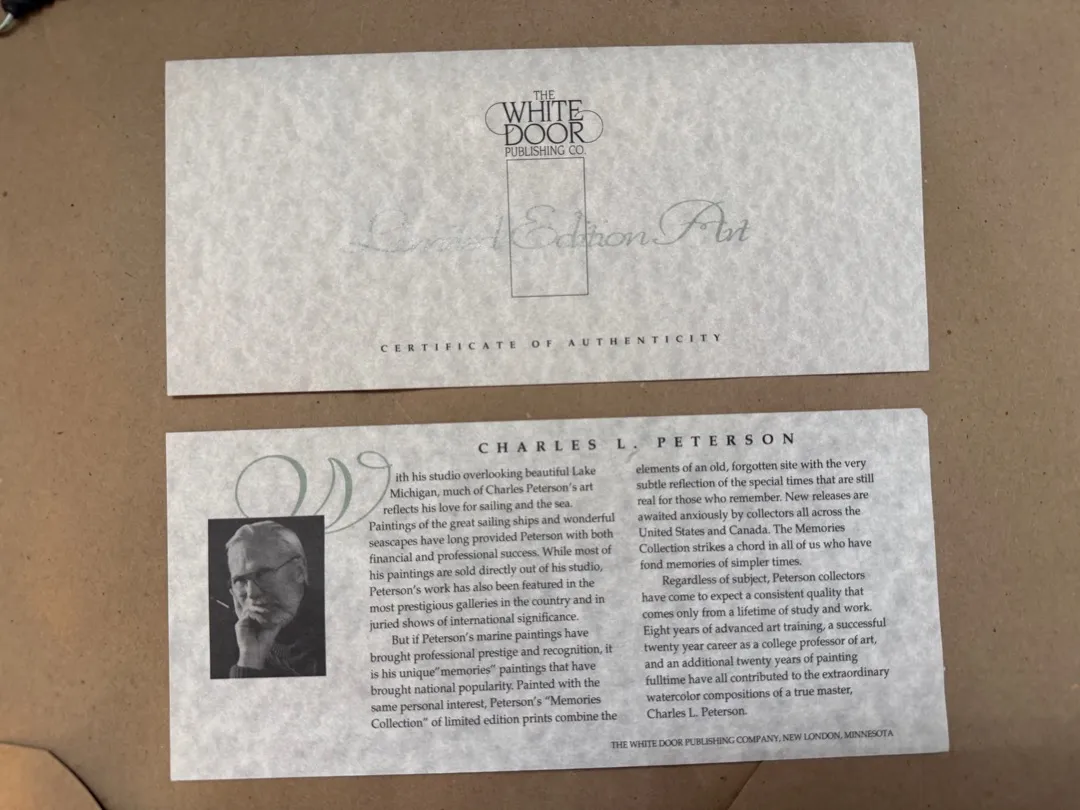 THE
WHITE
DOOR
PUBLISHING CO.
Limited Edition Art
CERTIFICATE OF AUTHENTICITY
CHARLES L. PETERSON
With his studio overlooking beautiful Lake
Michigan, much of Charles Peterson's art
reflects his love for sailing and the sea.
Paintings of the great sailing ships and wonderful
seascapes have long provided Peterson with both
financial and professional success. While most of
his paintings are sold directly out of his studio,
Peterson's work has also been featured in the
most prestigious galleries in the country and in
juried shows of international significance.
But if Peterson's marine paintings have
brought professional prestige and recognition, it
is his unique "memories" paintings that have
brought national popularity. Painted with the
same personal interest, Peterson's "Memories
Collection" of limited edition prints combine the
elements of an old, forgotten site with the very
subtle reflection of the special times that are still
real for those who remember. New releases are
awaited anxiously by collectors all across the
United States and Canada. The Memories
Collection strikes a chord in all of us who have
fond memories of simpler times.
Regardless of subject, Peterson collectors
have come to expect a consistent quality that
comes only from a lifetime of study and work.
Eight years of advanced art training, a successful
twenty year career as a college professor of art,
and an additional twenty years of painting
fulltime have all contributed to the extraordinary
watercolor compositions of a true master,
Charles L. Peterson.
THE WHITE DOOR PUBLISHING COMPANY, NEW LONDON, MINNESOTA